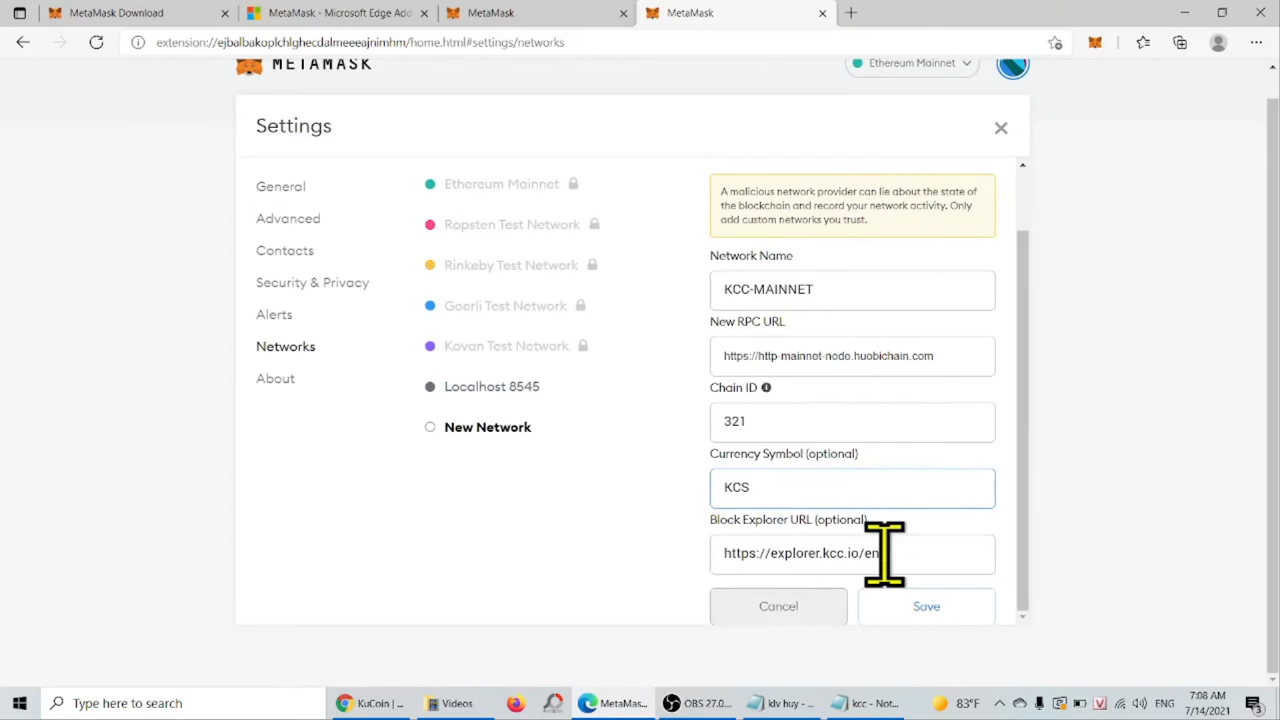 MetaMask Download
MetaMask - Microsoft Edge Ado
MetaMask
MetaMask
extension://ejbalbakoplchlghecdalmeeeajnimhm/home.html#settings/networks
METAMASK
Ethereum Mainnet
Settings
General
Advanced
Contacts
Security & Privacy
Alerts
Networks
About
Ethereum Mainnet
Ropsten Test Network
Rinkeby Test Network
Goerli Test Network
Kovan Test Network
Localhost 8545
New Network
A malicious network provider can lie about the state of
the blockchain and record your network activity. Only
add custom networks you trust.
Network Name
KCC-MAINNET
New RPC URL
https://http-mainnet-node.huobichain.com
Chain ID
321
Currency Symbol (optional)
KCS
Block Explorer URL (optional)
https://explorer.kcc.io/en
Cancel
Save
Type here to search
KuCoin | ...
Videos
MetaMas...
OBS 27.0...
klv huy - ...
kcc - Not...
83°F
ENG
7:08 AM
7/14/2021
3